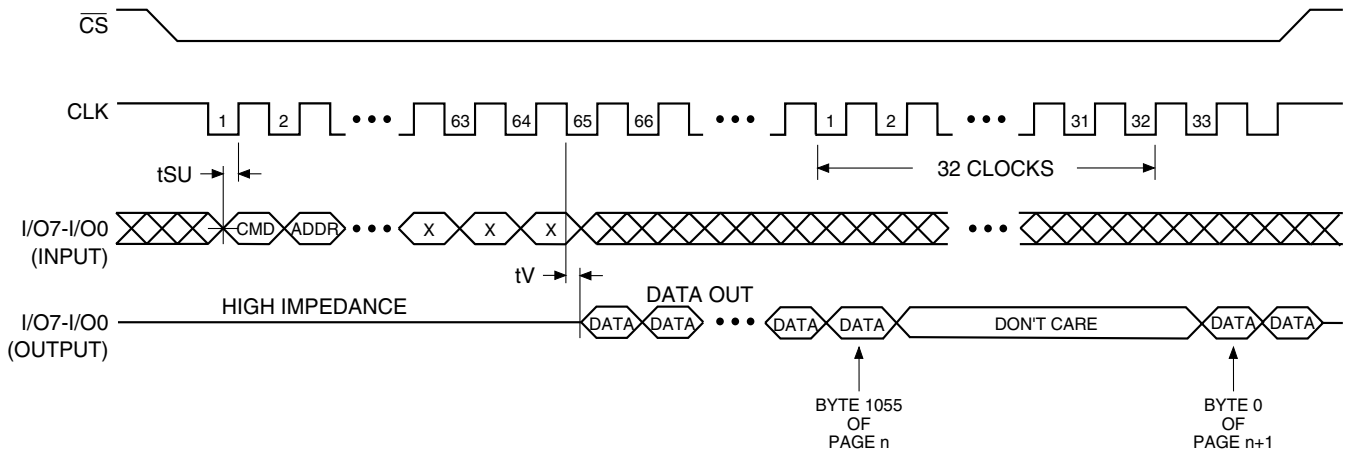 CS
CLK
1 2 ••• 63 64 65 66 ••• 1 2 ••• 31 32 33
tSU
32 CLOCKS
I/O7-I/O0
(INPUT)
CMD ADDR ••• X X X •••
tV
HIGH IMPEDANCE
DATA OUT
I/O7-I/O0
(OUTPUT)
DATA DATA ••• DATA DATA DON'T CARE DATA DATA
BYTE 1055
OF
PAGE n
BYTE 0
OF
PAGE n+1